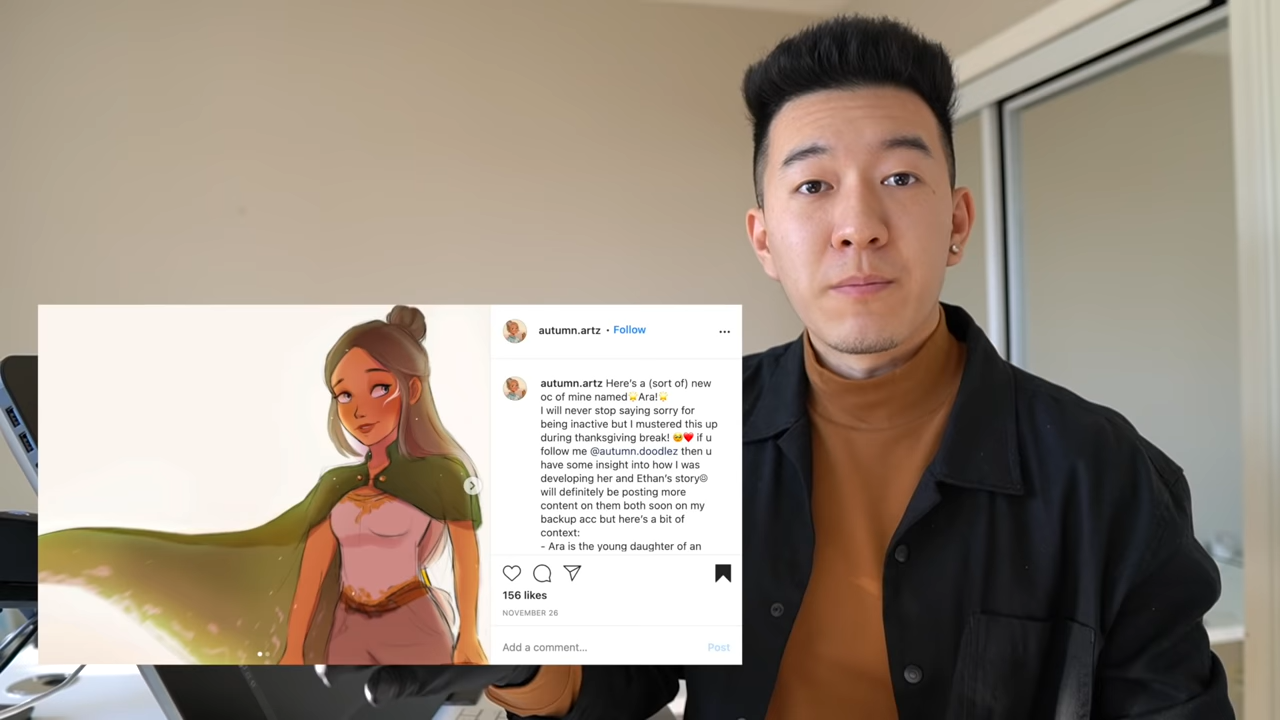 autumn.artz • Follow
autumn.artz Here's a (sort of) new
oc of mine named⭐Ara!⭐
I will never stop saying sorry for
being inactive but I mustered this up
during thanksgiving break! 🥺❤️ if u
follow me @autumn.doodlez then u
have some insight into how I was
developing her and Ethan's story☺
will definitely be posting more
content on them both soon on my
backup acc but here's a bit of
context:
- Ara is the young daughter of an
156 likes
NOVEMBER 26
Add a comment...
Post